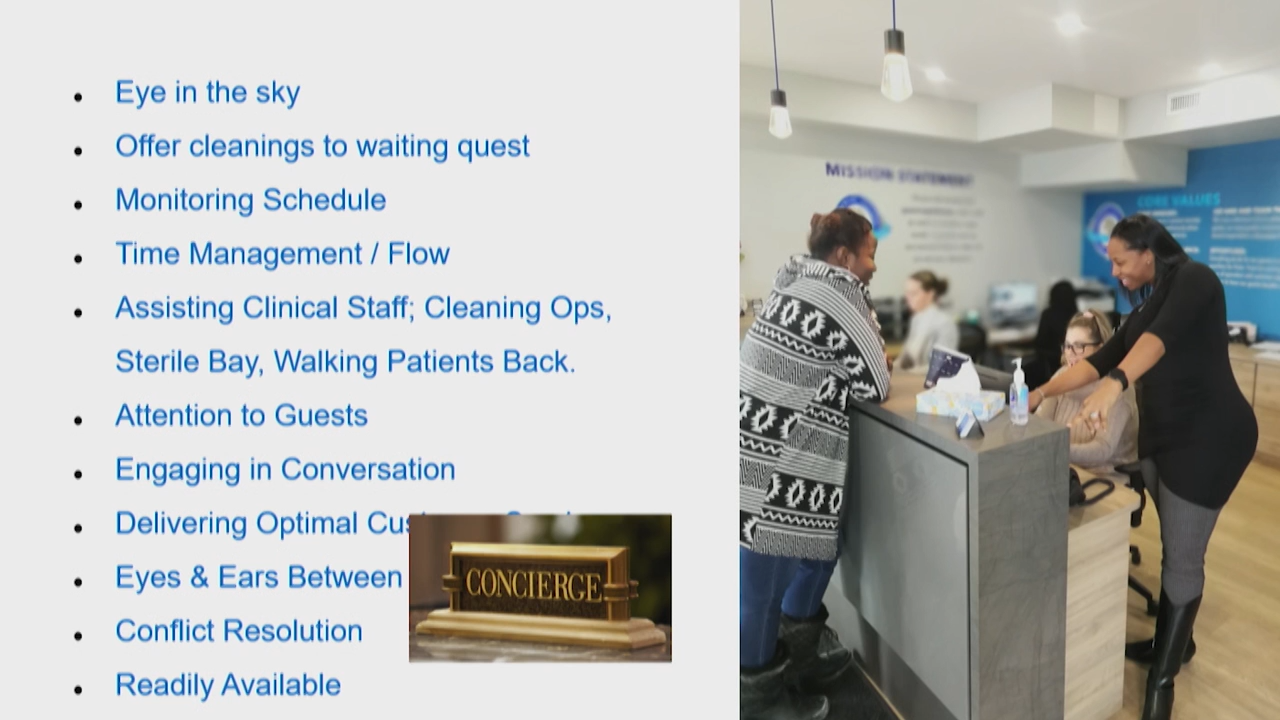 Eye in the sky
Offer cleanings to waiting quest
Monitoring Schedule
Time Management / Flow
Assisting Clinical Staff; Cleaning Ops,
Sterile Bay, Walking Patients Back.
Attention to Guests
Engaging in Conversation
Delivering Optimal
Eyes & Ears Between
Conflict Resolution
Readily Available
CONCIERGE
MISSION STATEMENT
CORE VALUES